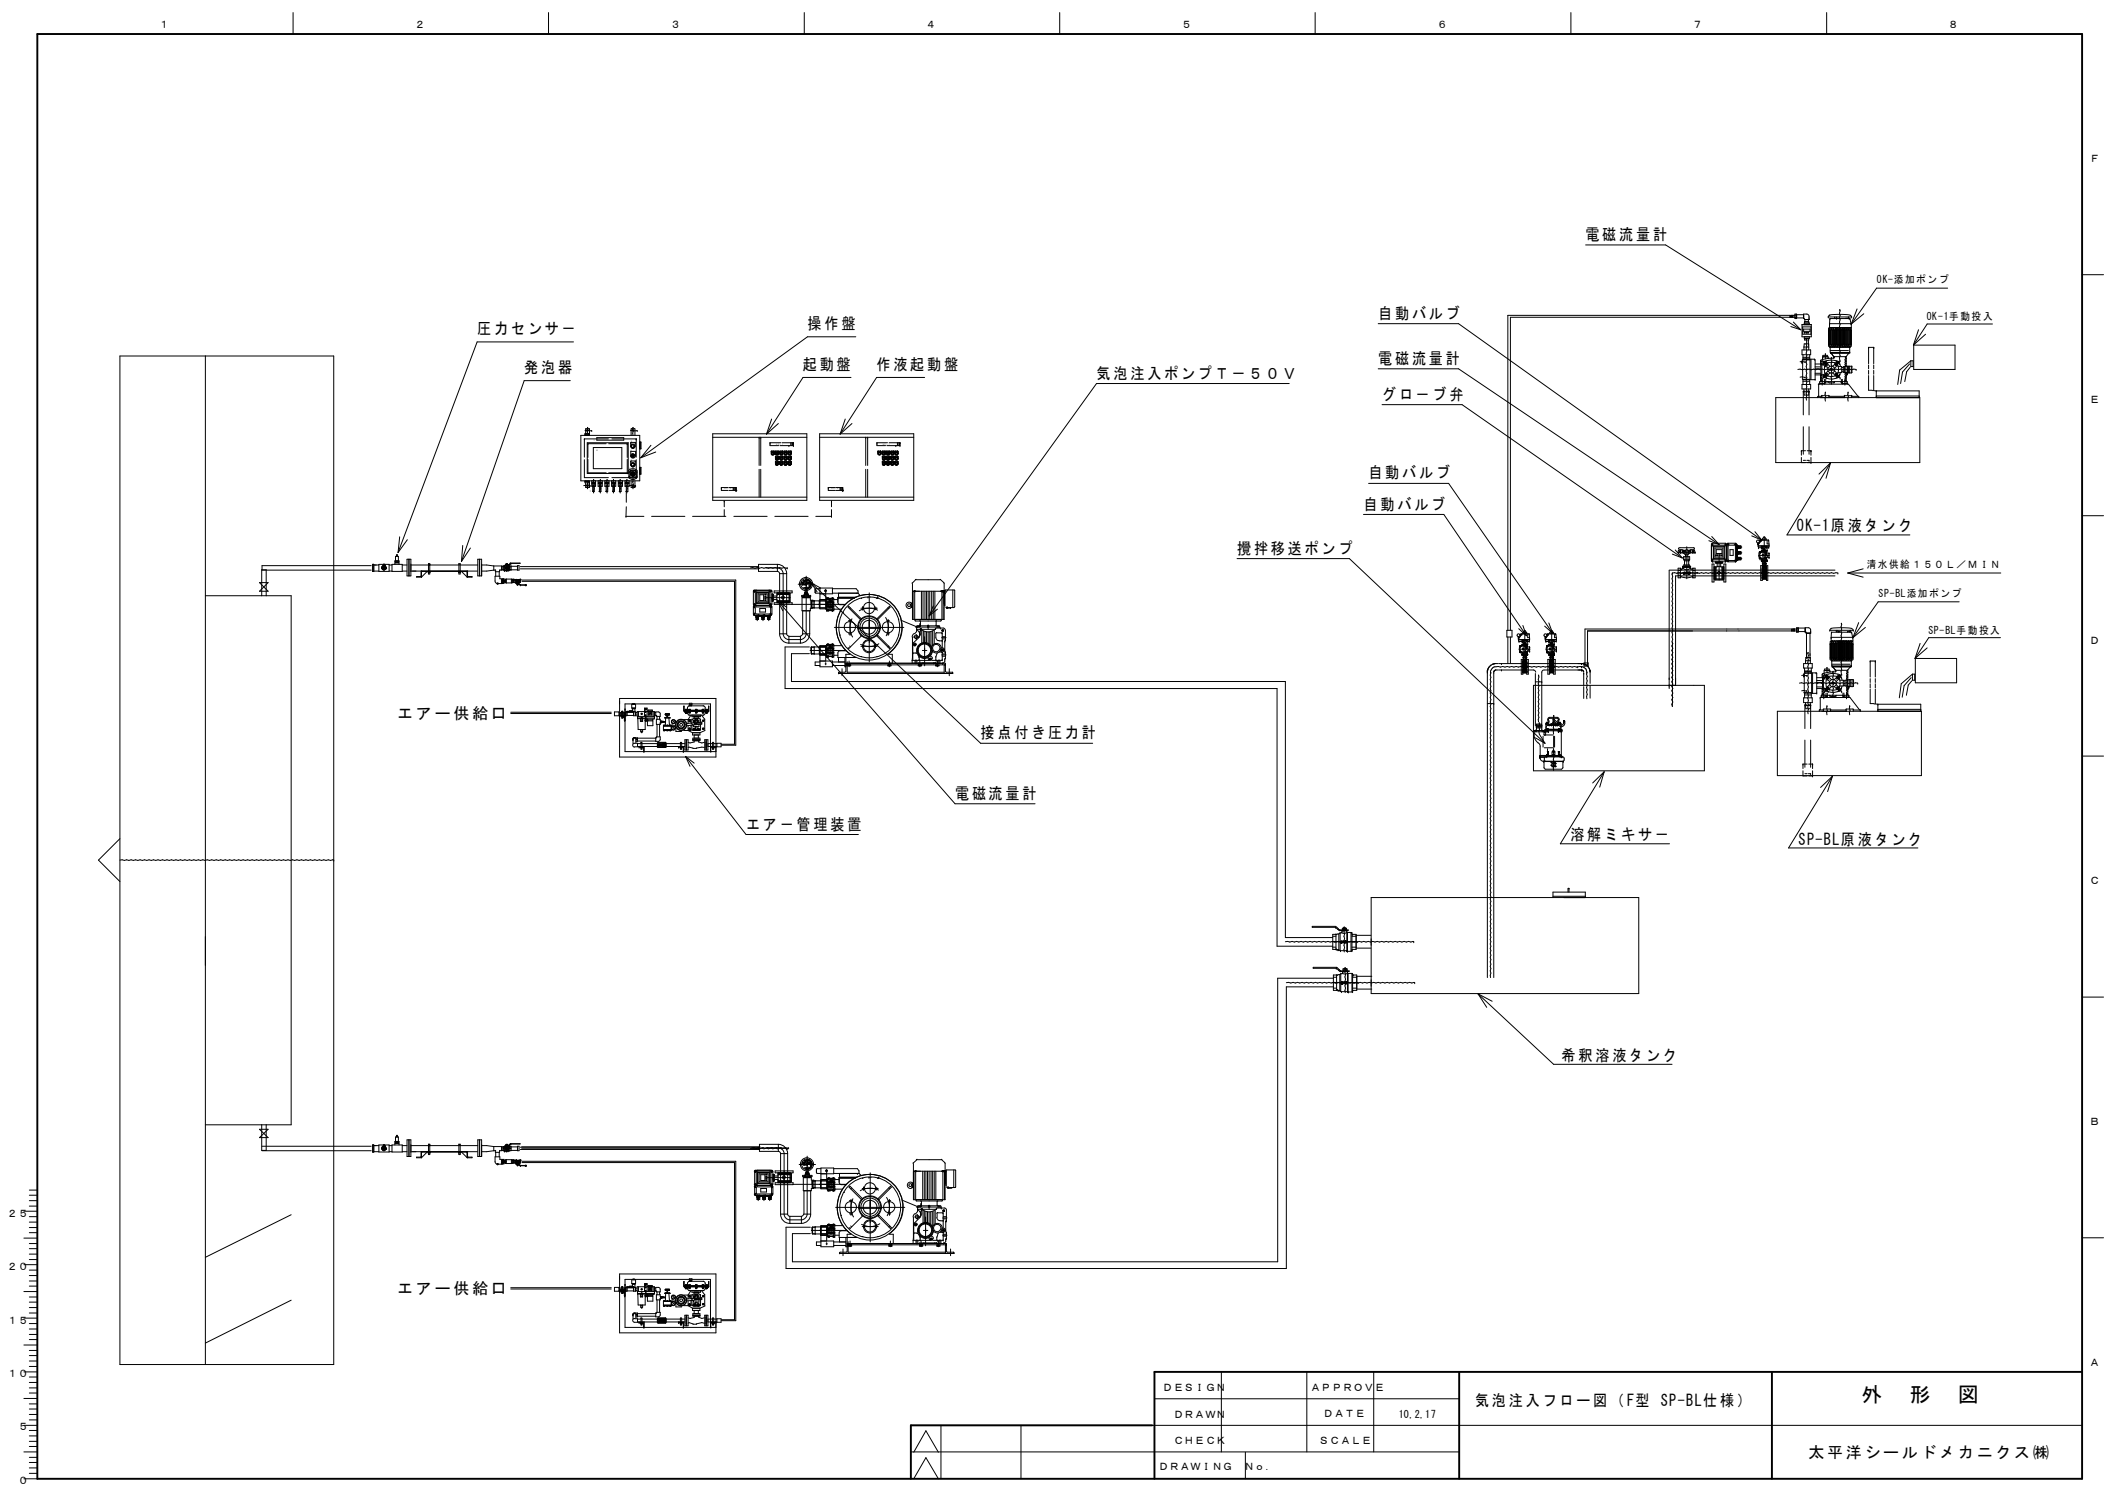 1 2 3 4 5 6 7 8
F
E
D
C
B
A
電磁流量計
OK-添加ポンプ
OK-1手動投入
自動バルブ
電磁流量計
グローブ弁
圧力センサー
発泡器
操作盤
起動盤
作液起動盤
気泡注入ポンプT−50V
自動バルブ
自動バルブ
攪拌移送ポンプ
OK-1原液タンク
清水供給150L/MIN
SP-BL添加ポンプ
SP-BL手動投入
エアー供給口
接点付き圧力計
電磁流量計
エアー管理装置
溶解ミキサー
SP-BL原液タンク
希釈溶液タンク
エアー供給口
25
20
15
10
5
0
DESIGN
APPROVE
DRAWN
DATE
10.2.17
CHECK
SCALE
DRAWING No.
気泡注入フロー図（F型 SP-BL仕様）
外形図
太平洋シールドメカニクス㈱